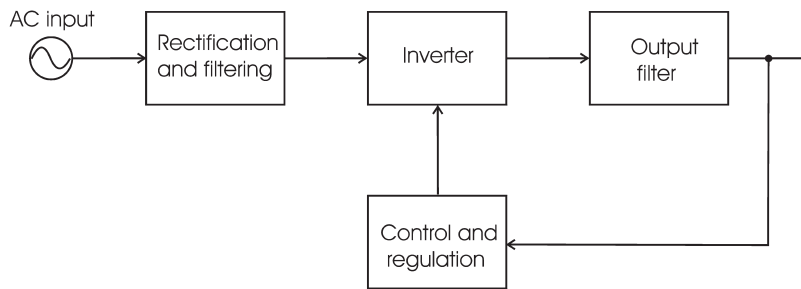 AC input
Rectification
and filtering
Inverter
Output
filter
Control and
regulation